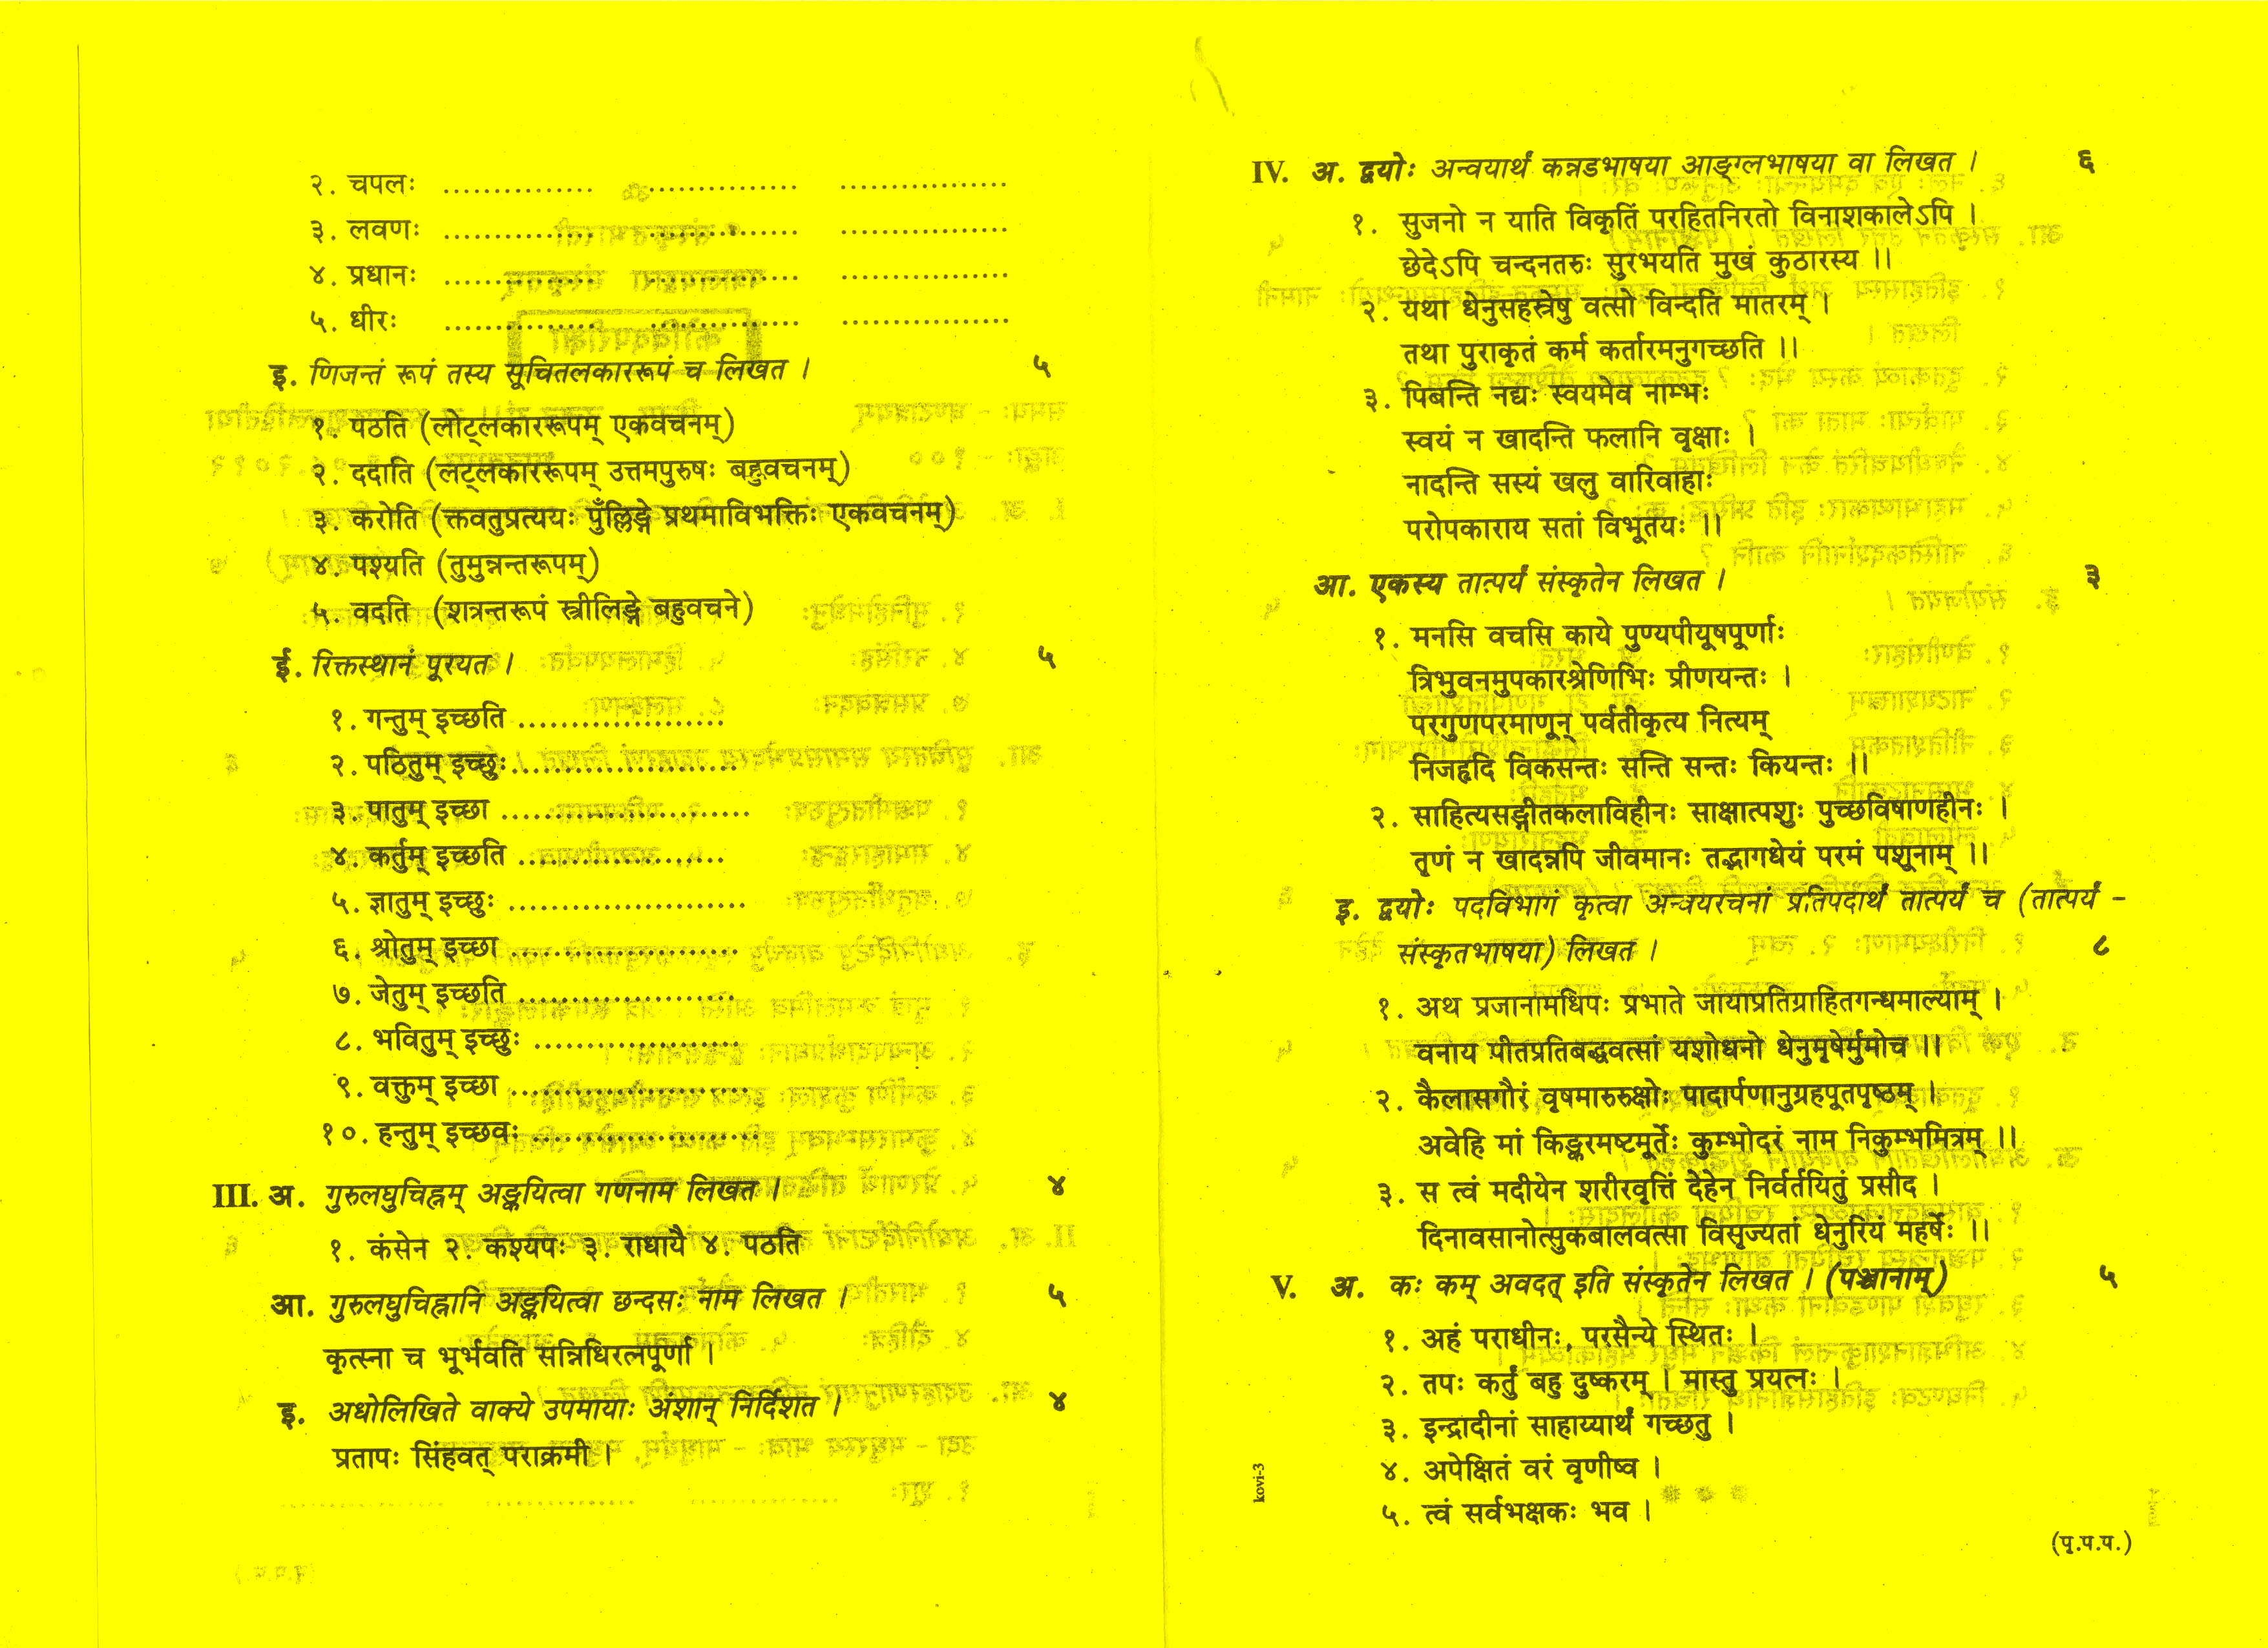 २. चपलः ............... ............... .................
३. लवणः ............... ............... .................
४. प्रधानः ............... ............... .................
५. धीरः ............... ............... .................
इ. णिजन्तं रूपं तस्य सूचितलकाररूपं च लिखत । ५
१. पठति (लोट्लकाररूपम् एकवचनम्)
२. ददाति (लट्लकाररूपम् उत्तमपुरुषः बहुवचनम्)
३. करोति (क्तवतुप्रत्ययः पुँल्लिङ्गे प्रथमाविभक्तिः एकवचनम्)
४. पश्यति (तुमुन्नन्तरूपम्)
५. वदति (शत्रन्तरूपं स्त्रीलिङ्गे बहुवचने)
ई. रिक्तस्थानं पूरयत । ५
१. गन्तुम् इच्छति ......................
२. पठितुम् इच्छुः........................
३. पातुम् इच्छा ..........................
४. कर्तुम् इच्छति ......................
५. ज्ञातुम् इच्छुः ........................
६. श्रोतुम् इच्छा ........................
७. जेतुम् इच्छति .......................
८. भवितुम् इच्छुः .....................
९. वक्तुम् इच्छा .........................
१०. हन्तुम् इच्छवः ........................
III. अ. गुरुलघुचिह्नम् अङ्कयित्वा गणनाम लिखत । ४
१. कंसेन २. कश्यपः ३. राधायै ४. पठति
आ. गुरुलघुचिह्नानि अङ्कयित्वा छन्दसः नाम लिखत । ५
कृत्स्ना च भूर्भवति सन्निधिरत्नपूर्णा ।
इ. अधोलिखिते वाक्ये उपमायाः अंशान् निर्दिशत । ४
प्रतापः सिंहवत् पराक्रमी ।
IV. अ. द्वयोः अन्वयार्थं कन्नडभाषया आङ्ग्लभाषया वा लिखत । ६
१. सुजनो न याति विकृतिं परहितनिरतो विनाशकालेऽपि ।
छेदेऽपि चन्दनतरुः सुरभयति मुखं कुठारस्य ।।
२. यथा धेनुसहस्रेषु वत्सो विन्दति मातरम् ।
तथा पुराकृतं कर्म कर्तारमनुगच्छति ।।
३. पिबन्ति नद्यः स्वयमेव नाम्भः
स्वयं न खादन्ति फलानि वृक्षाः ।
नादन्ति सस्यं खलु वारिवाहाः
परोपकाराय सतां विभूतयः ।।
आ. एकस्य तात्पर्यं संस्कृतेन लिखत । ३
१. मनसि वचसि काये पुण्यपीयूषपूर्णाः
त्रिभुवनमुपकारश्रेणिभिः प्रीणयन्तः ।
परगुणपरमाणून् पर्वतीकृत्य नित्यम्
निजहृदि विकसन्तः सन्ति सन्तः कियन्तः ।।
२. साहित्यसङ्गीतकलाविहीनः साक्षात्पशुः पुच्छविषाणहीनः ।
तृणं न खादन्नपि जीवमानः तद्भागधेयं परमं पशूनाम् ।।
इ. द्वयोः पदविभागं कृत्वा अन्वयरचनां प्रतिपदार्थं तात्पर्यं च (तात्पर्यं -
संस्कृतभाषया) लिखत । ८
१. अथ प्रजानामधिपः प्रभाते जायाप्रतिग्राहितगन्धमाल्याम् ।
वनाय पीतप्रतिबद्धवत्सां यशोधनो धेनुमृषेर्मुमोच ।।
२. कैलासगौरं वृषमारुरुक्षोः पादार्पणानुग्रहपूतपृष्ठम् ।
अवेहि मां किङ्करमष्टमूर्तेः कुम्भोदरं नाम निकुम्भमित्रम् ।।
३. स त्वं मदीयेन शरीरवृत्तिं देहेन निर्वर्तयितुं प्रसीद ।
दिनावसानोत्सुकबालवत्सा विसृज्यतां धेनुरियं महर्षेः ।।
V. अ. कः कम् अवदत् इति संस्कृतेन लिखत । (पञ्चानाम्) ५
१. अहं पराधीनः, परसैन्ये स्थितः ।
२. तपः कर्तुं बहु दुष्करम् । मास्तु प्रयत्नः ।
३. इन्द्रादीनां साहाय्यार्थं गच्छतु ।
४. अपेक्षितं वरं वृणीष्व ।
५. त्वं सर्वभक्षकः भव ।
kovi-3
(पृ.प.प.)